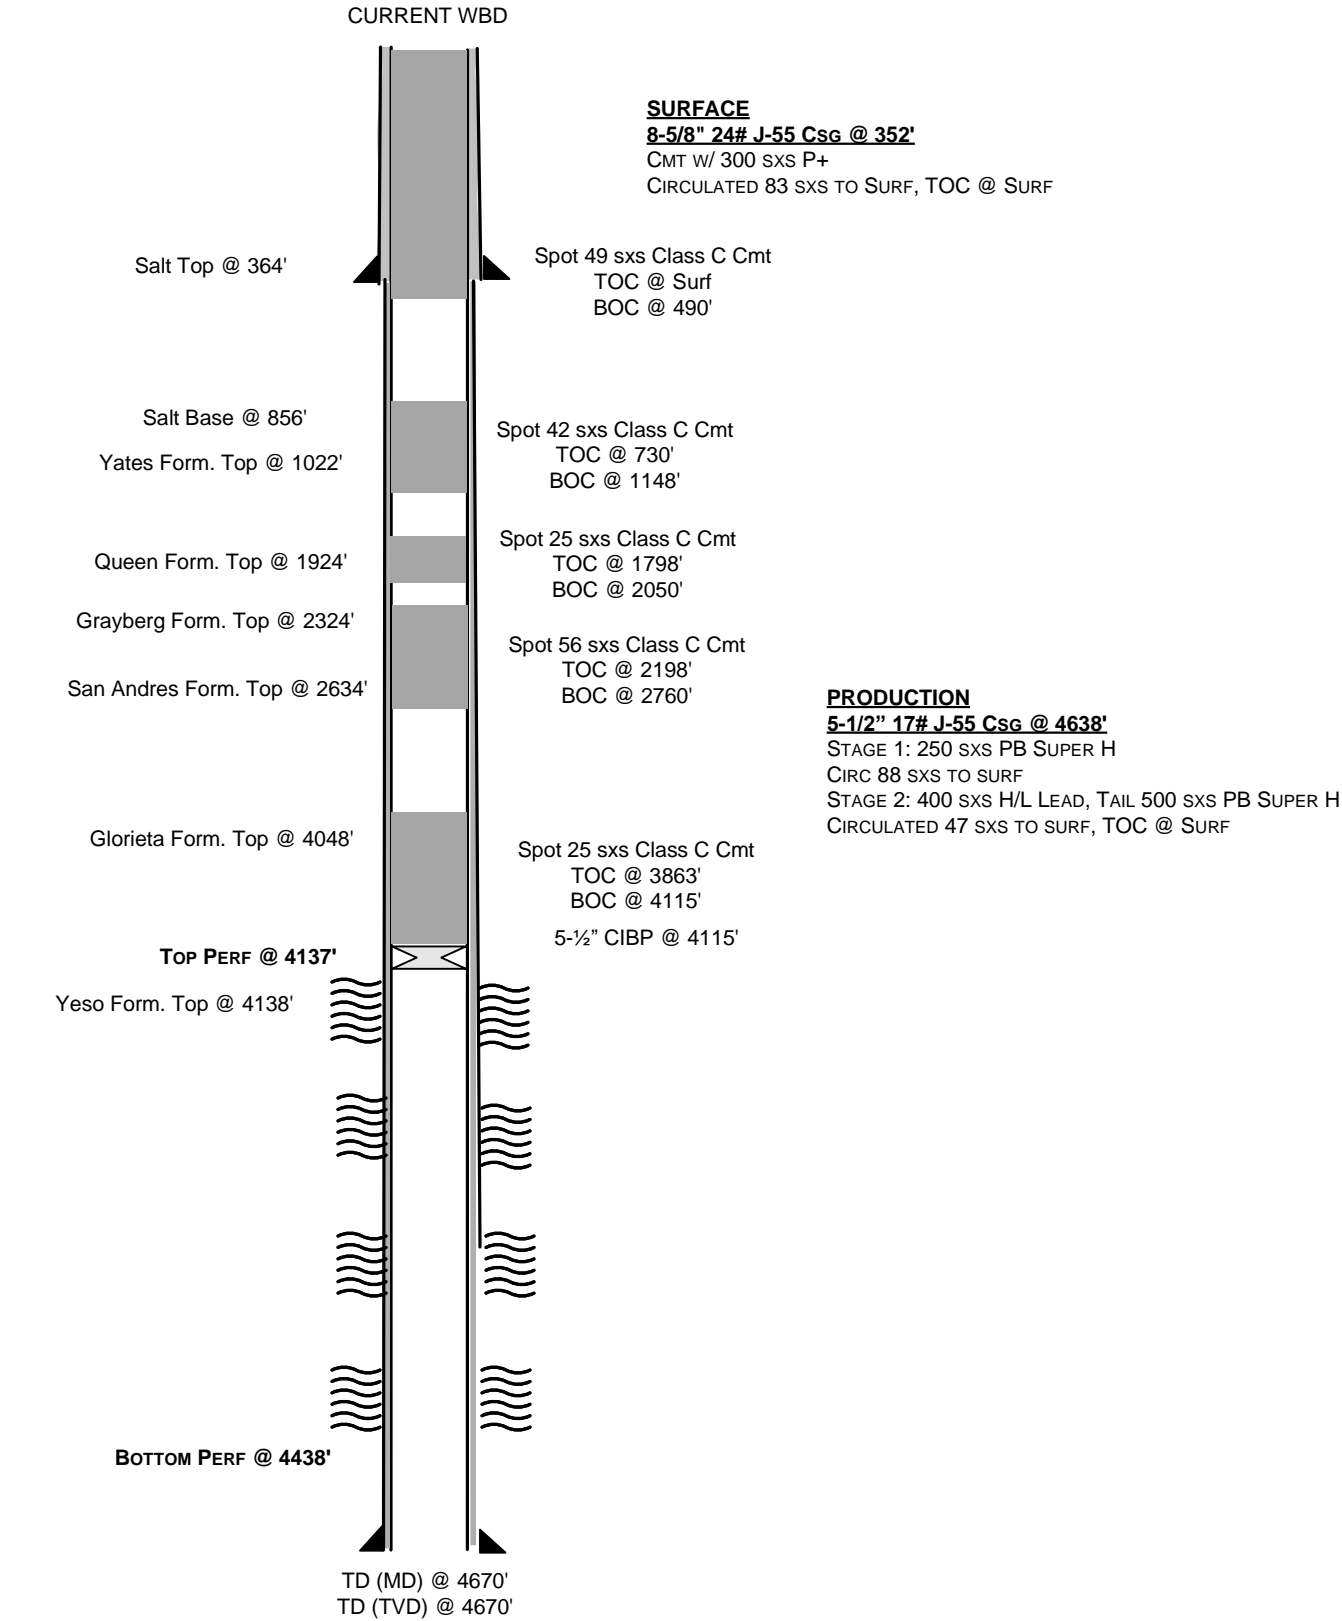 CURRENT WBD
SURFACE
8-5/8" 24# J-55 CSG @ 352'
CMT W/ 300 SXS P+
CIRCULATED 83 SXS TO SURF, TOC @ SURF
Salt Top @ 364'
Spot 49 sxs Class C Cmt
TOC @ Surf
BOC @ 490'
Salt Base @ 856'
Yates Form. Top @ 1022'
Spot 42 sxs Class C Cmt
TOC @ 730'
BOC @ 1148'
Queen Form. Top @ 1924'
Spot 25 sxs Class C Cmt
TOC @ 1798'
BOC @ 2050'
Grayberg Form. Top @ 2324'
San Andres Form. Top @ 2634'
Spot 56 sxs Class C Cmt
TOC @ 2198'
BOC @ 2760'
PRODUCTION
5-1/2” 17# J-55 CSG @ 4638'
STAGE 1: 250 SXS PB SUPER H
CIRC 88 SXS TO SURF
STAGE 2: 400 SXS H/L LEAD, TAIL 500 SXS PB SUPER H
CIRCULATED 47 SXS TO SURF, TOC @ SURF
Glorieta Form. Top @ 4048'
Spot 25 sxs Class C Cmt
TOC @ 3863'
BOC @ 4115'
5-½” CIBP @ 4115'
TOP PERF @ 4137'
Yeso Form. Top @ 4138'
BOTTOM PERF @ 4438'
TD (MD) @ 4670'
TD (TVD) @ 4670'